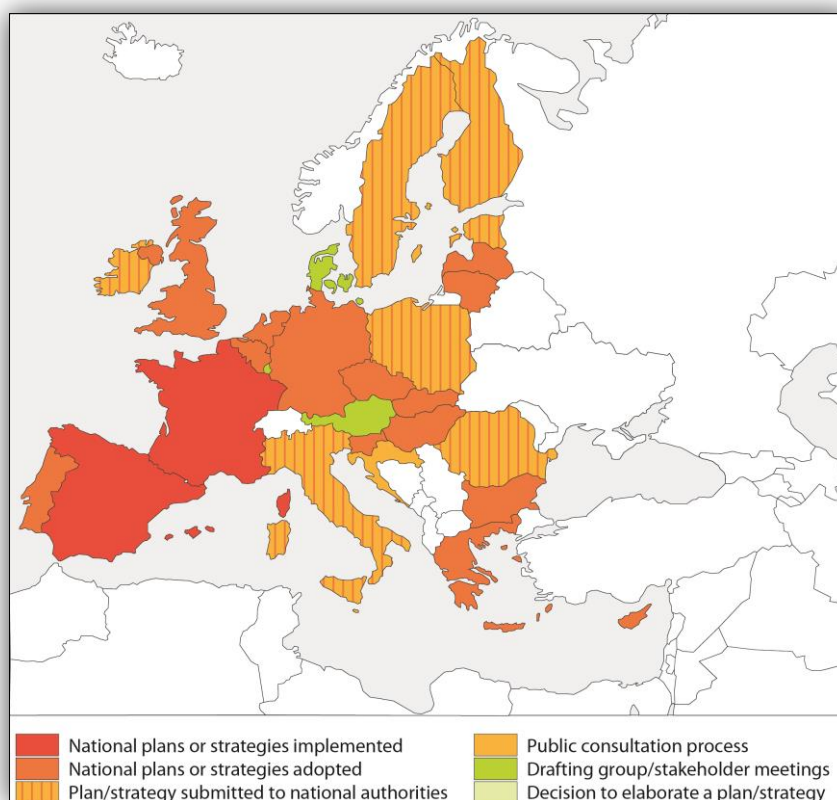 National plans or strategies implemented
National plans or strategies adopted
Plan/strategy submitted to national authorities
Public consultation process
Drafting group/stakeholder meetings
Decision to elaborate a plan/strategy